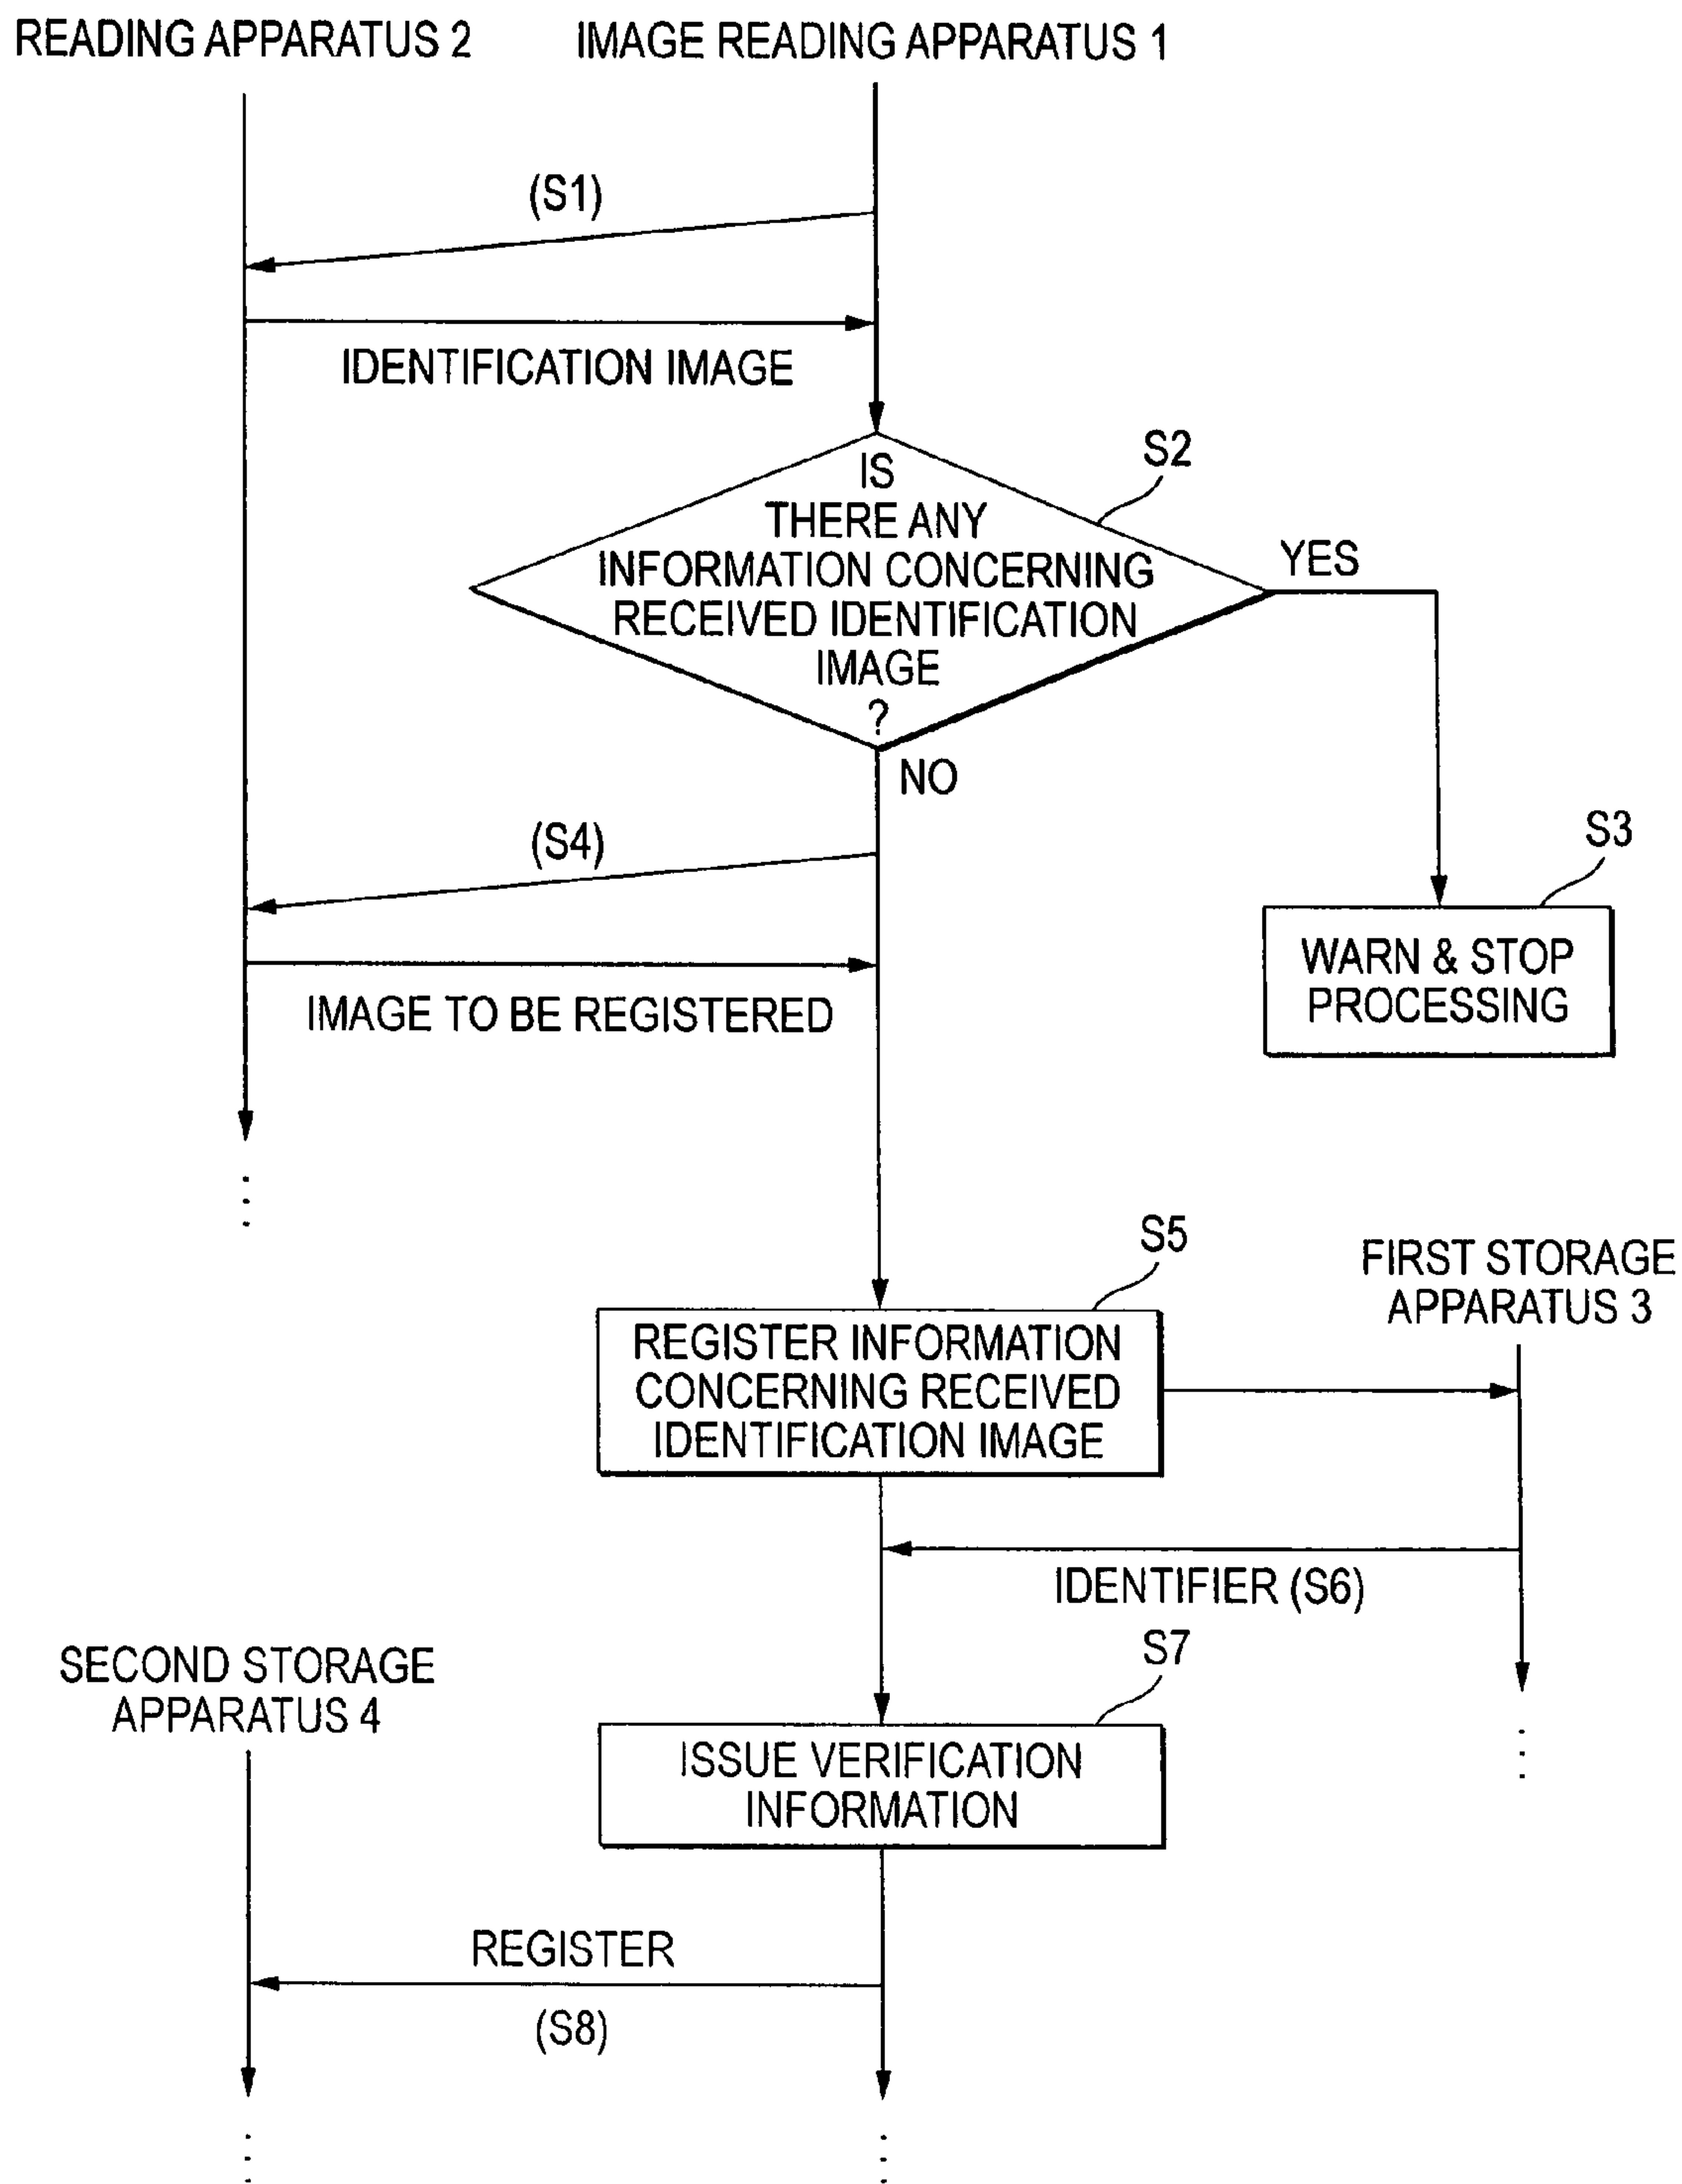 READING APPARATUS 2
IMAGE READING APPARATUS 1
(S1)
IDENTIFICATION IMAGE
S2
IS
THERE ANY
INFORMATION CONCERNING
RECEIVED IDENTIFICATION
IMAGE
?
YES
NO
(S4)
S3
WARN & STOP
PROCESSING
IMAGE TO BE REGISTERED
S5
FIRST STORAGE
APPARATUS 3
REGISTER INFORMATION
CONCERNING RECEIVED
IDENTIFICATION IMAGE
IDENTIFIER (S6)
S7
SECOND STORAGE
APPARATUS 4
ISSUE VERIFICATION
INFORMATION
REGISTER
(S8)